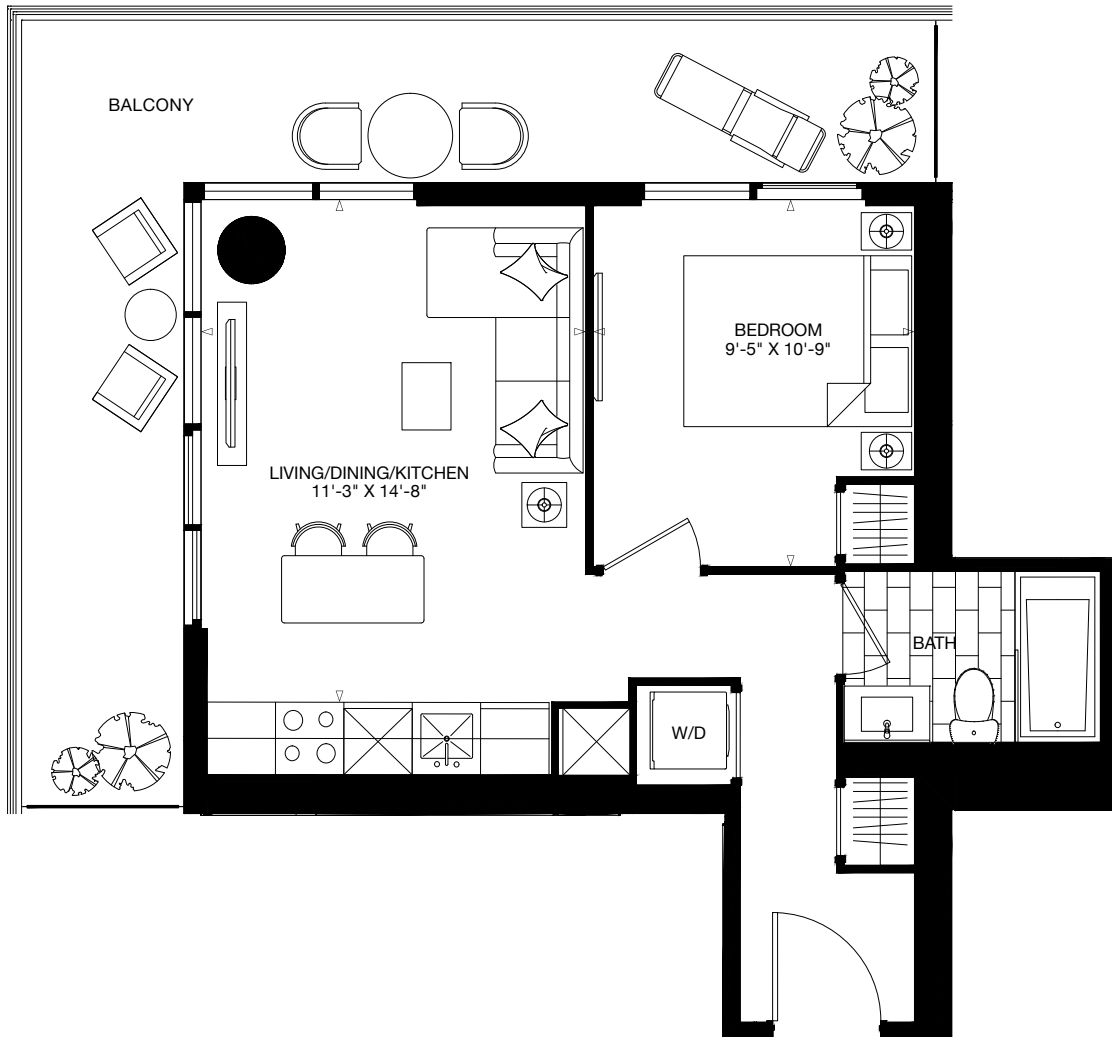 BALCONY
BEDROOM
9'-5" X 10'-9"
LIVING/DINING/KITCHEN
11'-3" X 14'-8"
BATH
W/D